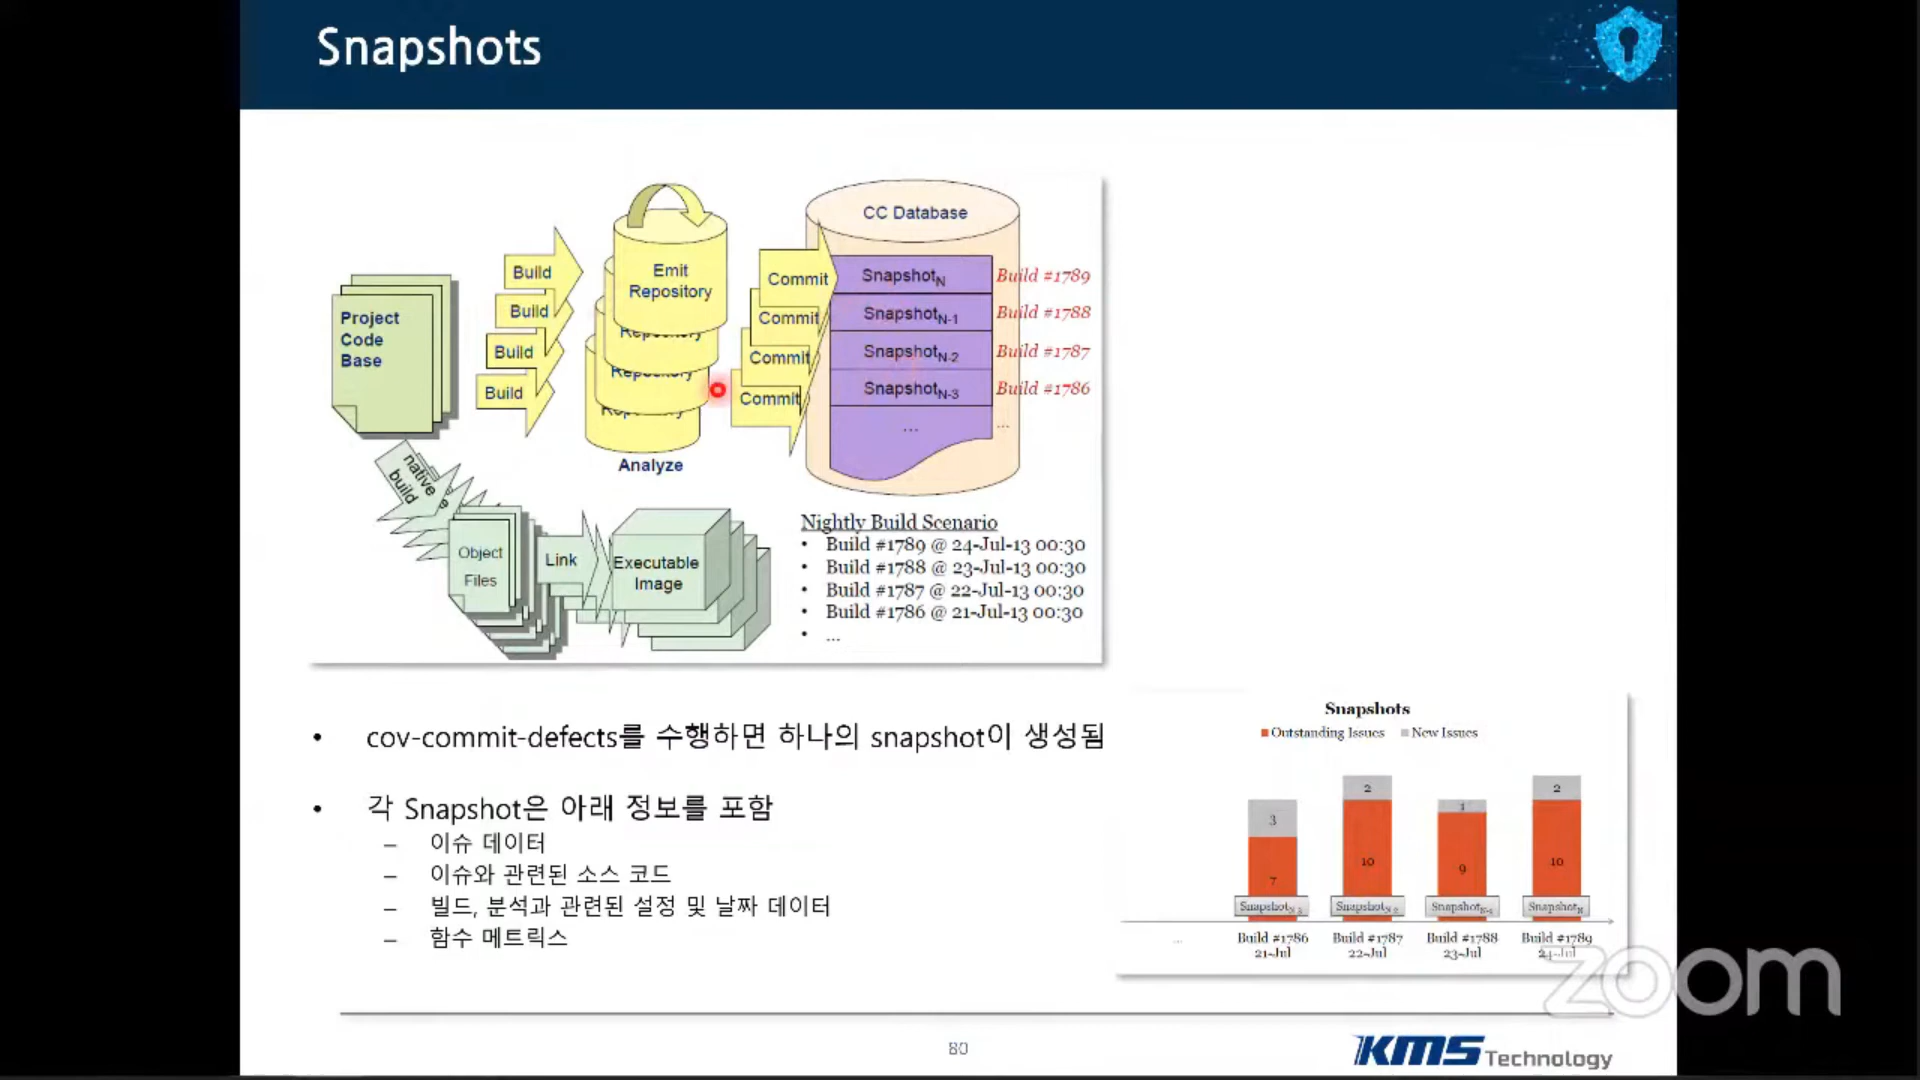 Snapshots
CC Database
Emit
Repository
Build
Build
Build
Build
Repository
Repository
Repository
Analyze
Commit
Commit
Commit
Commit
SnapshotN
SnapshotN-1
SnapshotN-2
SnapshotN-3
...
Build #1789
Build #1788
Build #1787
Build #1786
...
Project
Code
Base
native
build
Object
Files
Link
Executable
Image
Nightly Build Scenario
• Build #1789 @ 24-Jul-13 00:30
• Build #1788 @ 23-Jul-13 00:30
• Build #1787 @ 22-Jul-13 00:30
• Build #1786 @ 21-Jul-13 00:30
• ...
• cov-commit-defects를 수행하면 하나의 snapshot이 생성됨
• 각 Snapshot은 아래 정보를 포함
– 이슈 데이터
– 이슈와 관련된 소스 코드
– 빌드, 분석과 관련된 설정 및 날짜 데이터
– 함수 메트릭스
Snapshots
Outstanding Issues New Issues
3 2 1 2
7 10 9 10
SnapshotN-3 SnapshotN-2 SnapshotN-1 SnapshotN
... Build #1786 Build #1787 Build #1788 Build #1789
21-Jul 22-Jul 23-Jul 24-Jul
zoom
80
KMS Technology